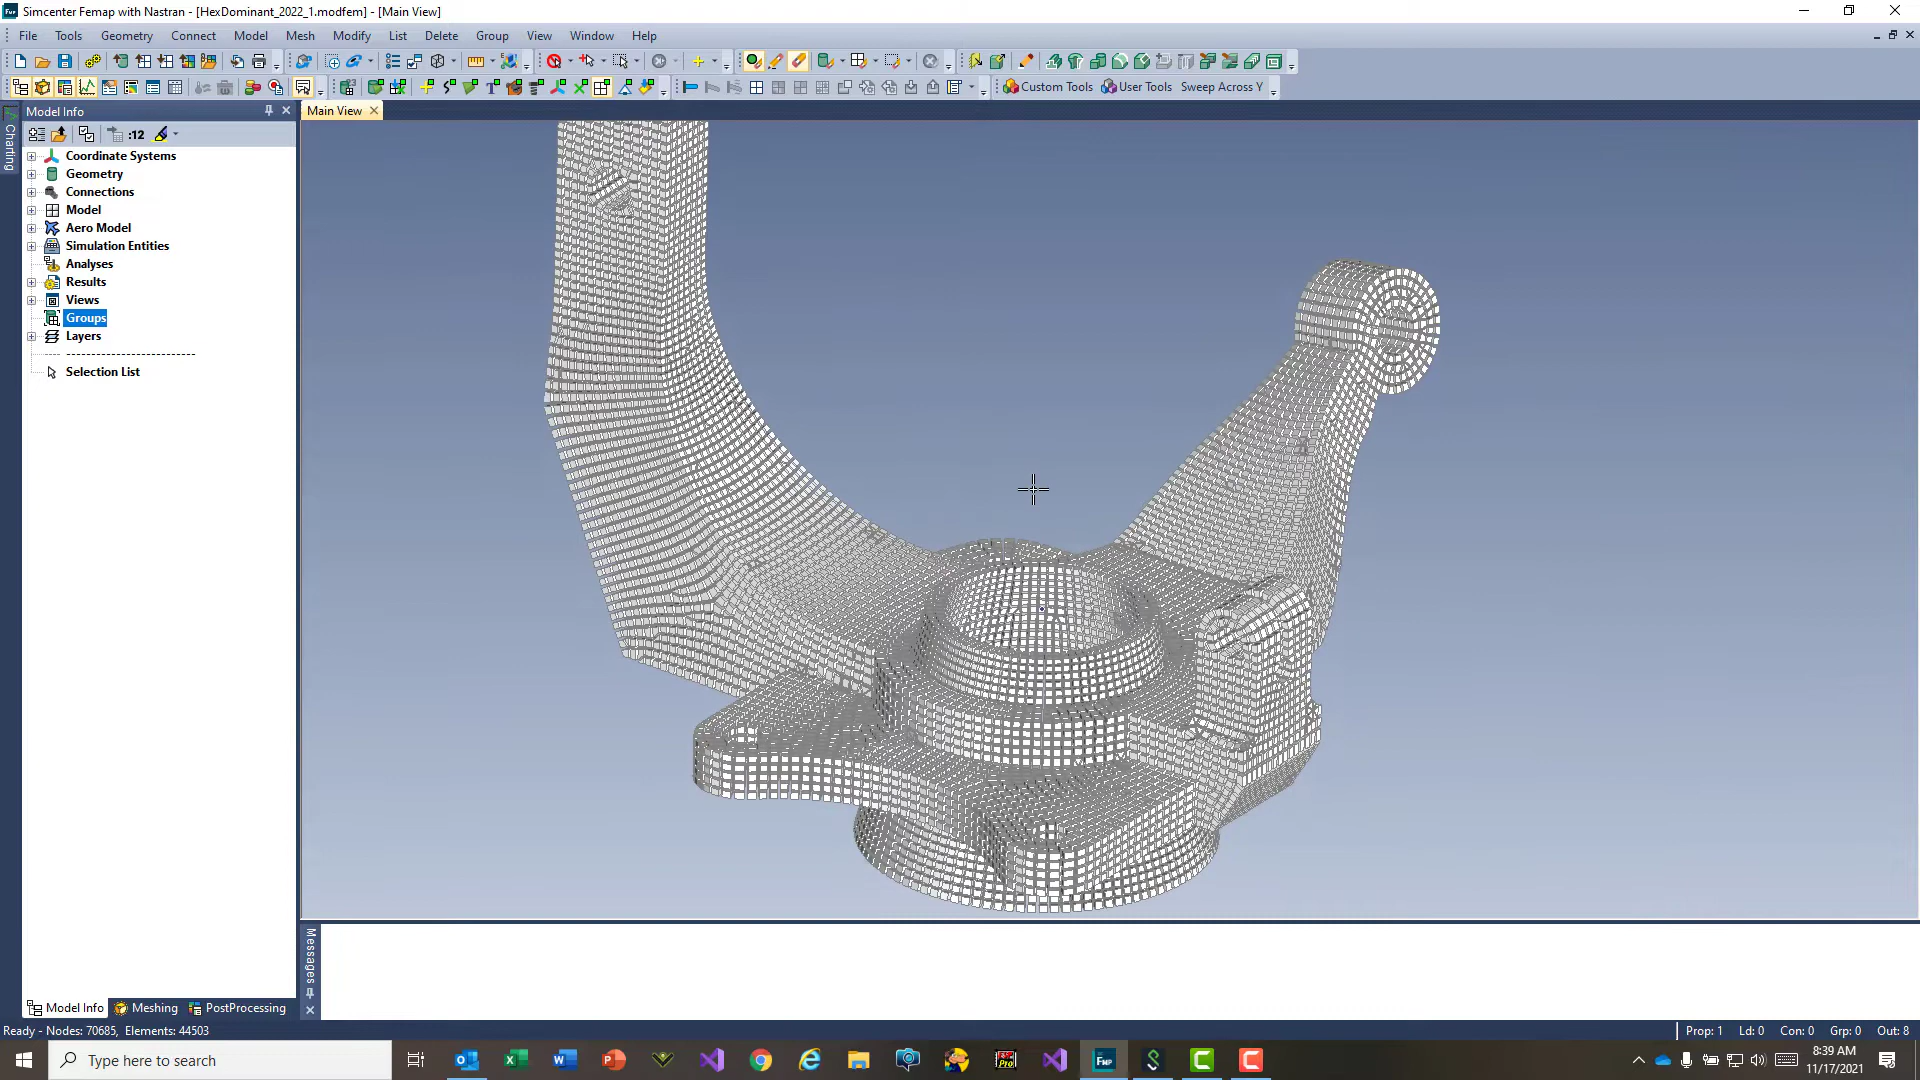 Simcenter Femap with Nastran - [HexDominant_2022_1.modfem] - [Main View]
File Tools Geometry Connect Model Mesh Modify List Delete Group View Window Help
Custom Tools User Tools Sweep Across Y
Model Info
Main View
:12
Charting
Coordinate Systems
Geometry
Connections
Model
Aero Model
Simulation Entities
Analyses
Results
Views
Groups
Layers
Selection List
Messages
Model Info Meshing PostProcessing
Ready - Nodes: 70685, Elements: 44503
Prop: 1 Ld: 0 Con: 0 Grp: 0 Out: 8
Type here to search
8:39 AM
11/17/2021